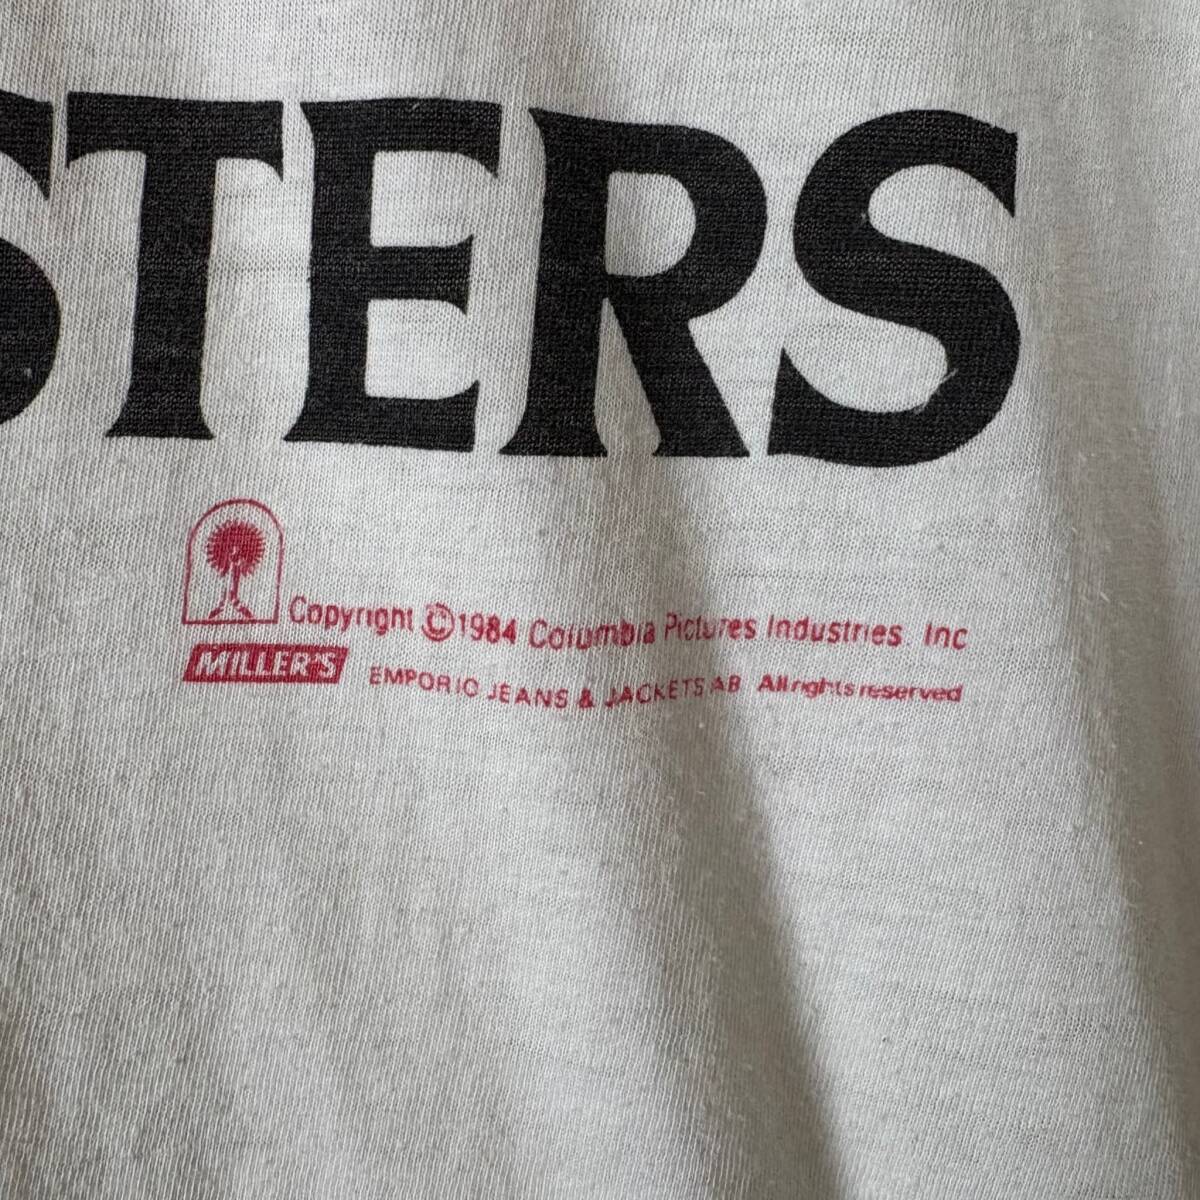 STERS
Copyright ©1984 Columbia Pictures Industries Inc
MILLER'S EMPORIO JEANS & JACKETS AB All rights reserved